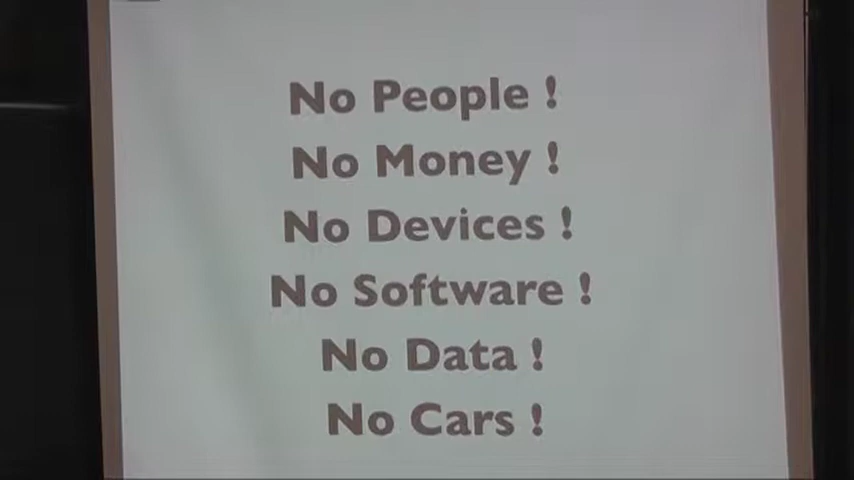 No People !
No Money !
No Devices !
No Software !
No Data !
No Cars !